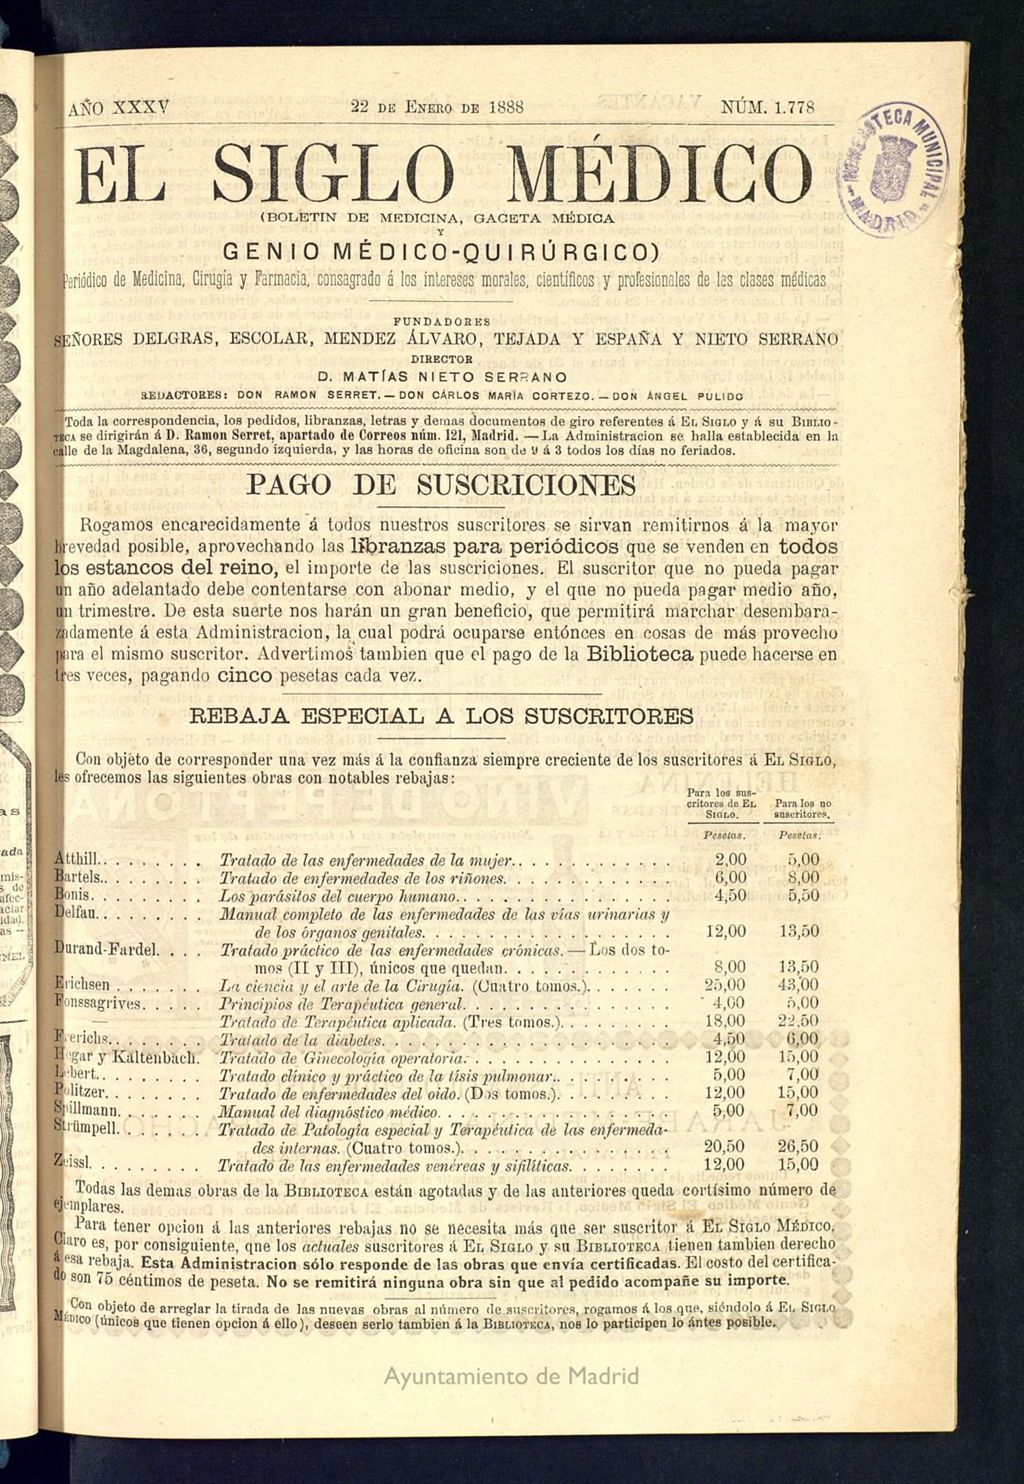 AÑO XXXV 22 DE ENERO DE 1888 NÚM. 1.778
HEMEROTECA MUNICIPAL
MADRID
EL SIGLO MÉDICO
(BOLETIN DE MEDICINA, GACETA MÉDICA
Y
GENIO MÉDICO-QUIRÚRGICO)
Periódico de Medicina, Cirugía y Farmacia, consagrado á los intereses morales, científicos y profesionales de las clases médicas
FUNDADORES
SEÑORES DELGRAS, ESCOLAR, MENDEZ ÁLVARO, TEJADA Y ESPAÑA Y NIETO SERRANO
DIRECTOR
D. MATÍAS NIETO SERRANO
REDACTORES: DON RAMON SERRET.—DON CÁRLOS MARÍA CORTEZO.—DON ÁNGEL PULIDO
Toda la correspondencia, los pedidos, libranzas, letras y demas documentos de giro referentes á EL SIGLO y á su BIBLIO-
TECA se dirigirán á D. Ramon Serret, apartado de Correos núm. 121, Madrid. — La Administracion se halla establecida en la
calle de la Magdalena, 36, segundo izquierda, y las horas de oficina son de 9 á 3 todos los días no feriados.
PAGO DE SUSCRICIONES
Rogamos encarecidamente á todos nuestros suscritores se sirvan remitirnos á la mayor
brevedad posible, aprovechando las libranzas para periódicos que se venden en todos
los estancos del reino, el importe de las suscriciones. El suscritor que no pueda pagar
un año adelantado debe contentarse con abonar medio, y el que no pueda pagar medio año,
un trimestre. De esta suerte nos harán un gran beneficio, que permitirá marchar desembara-
zadamente á esta Administracion, la cual podrá ocuparse entónces en cosas de más provecho
para el mismo suscritor. Advertimos tambien que el pago de la Biblioteca puede hacerse en
tres veces, pagando cinco pesetas cada vez.
REBAJA ESPECIAL A LOS SUSCRITORES
Con objeto de corresponder una vez más á la confianza siempre creciente de los suscritores á EL SIGLO,
les ofrecemos las siguientes obras con notables rebajas:
Para los sus-
critores de EL
SIGLO. Para los no
suscritores.
Pesetas. Pesetas.
Atthill. . . . . . . . . Tratado de las enfermedades de la mujer. . . . . . . . . . 2,00 5,00
Bartels. . . . . . . . . Tratado de enfermedades de los riñones. . . . . . . . . . 6,00 8,00
Bonis. . . . . . . . . Los parásitos del cuerpo humano. . . . . . . . . . 4,50 5,50
Delfau. . . . . . . . . Manual completo de las enfermedades de las vías urinarias y
de los órganos genitales. . . . . . . . . . 12,00 13,50
Durand-Fardel. . . . Tratado práctico de las enfermedades crónicas.—Los dos to-
mos (II y III), únicos que quedan. . . . . . . . . . 8,00 13,50
Erichsen . . . . . . . La ciencia y el arte de la Cirugía. (Cuatro tomos.). . . . . . . 25,00 43,00
Fonssagrives. . . . . Principios de Terapéutica general. . . . . . . . . . 4,00 5,00
— Tratado de Terapéutica aplicada. (Tres tomos.). . . . . . . . 18,00 22,50
Frerichs. . . . . . . . Tratado de la diabetes. . . . . . . . . . 4,50 6,00
Hegar y Kaltenbach. Tratado de Ginecología operatoria. . . . . . . . . . 12,00 15,00
Lebert. . . . . . . . . Tratado clínico y práctico de la tísis pulmonar. . . . . . . . . 5,00 7,00
Politzer. . . . . . . . Tratado de enfermedades del oido. (Dos tomos.). . . . . . . . 12,00 15,00
Spillmann. . . . . . . Manual del diagnóstico médico. . . . . . . . . . 5,00 7,00
Strümpell. . . . . . . Tratado de Patología especial y Terapéutica de las enfermeda-
des internas. (Cuatro tomos.). . . . . . . . . . 20,50 26,50
Zeissl. . . . . . . . . Tratado de las enfermedades venéreas y sifilíticas. . . . . . . . 12,00 15,00
Todas las demas obras de la BIBLIOTECA están agotadas y de las anteriores queda cortísimo número de
ejemplares.
Para tener opcion á las anteriores rebajas no se necesita más que ser suscritor á EL SIGLO MÉDICO.
Claro es, por consiguiente, que los actuales suscritores á EL SIGLO y su BIBLIOTECA tienen tambien derecho
á esa rebaja. Esta Administracion sólo responde de las obras que envía certificadas. El costo del certifica-
do son 75 céntimos de peseta. No se remitirá ninguna obra sin que al pedido acompañe su importe.
Con objeto de arreglar la tirada de las nuevas obras al número de suscritores, rogamos á los que, siéndolo á EL SIGLO
MÉDICO (únicos que tienen opcion á ello), deseen serlo tambien á la BIBLIOTECA, nos lo participen lo ántes posible.
Ayuntamiento de Madrid